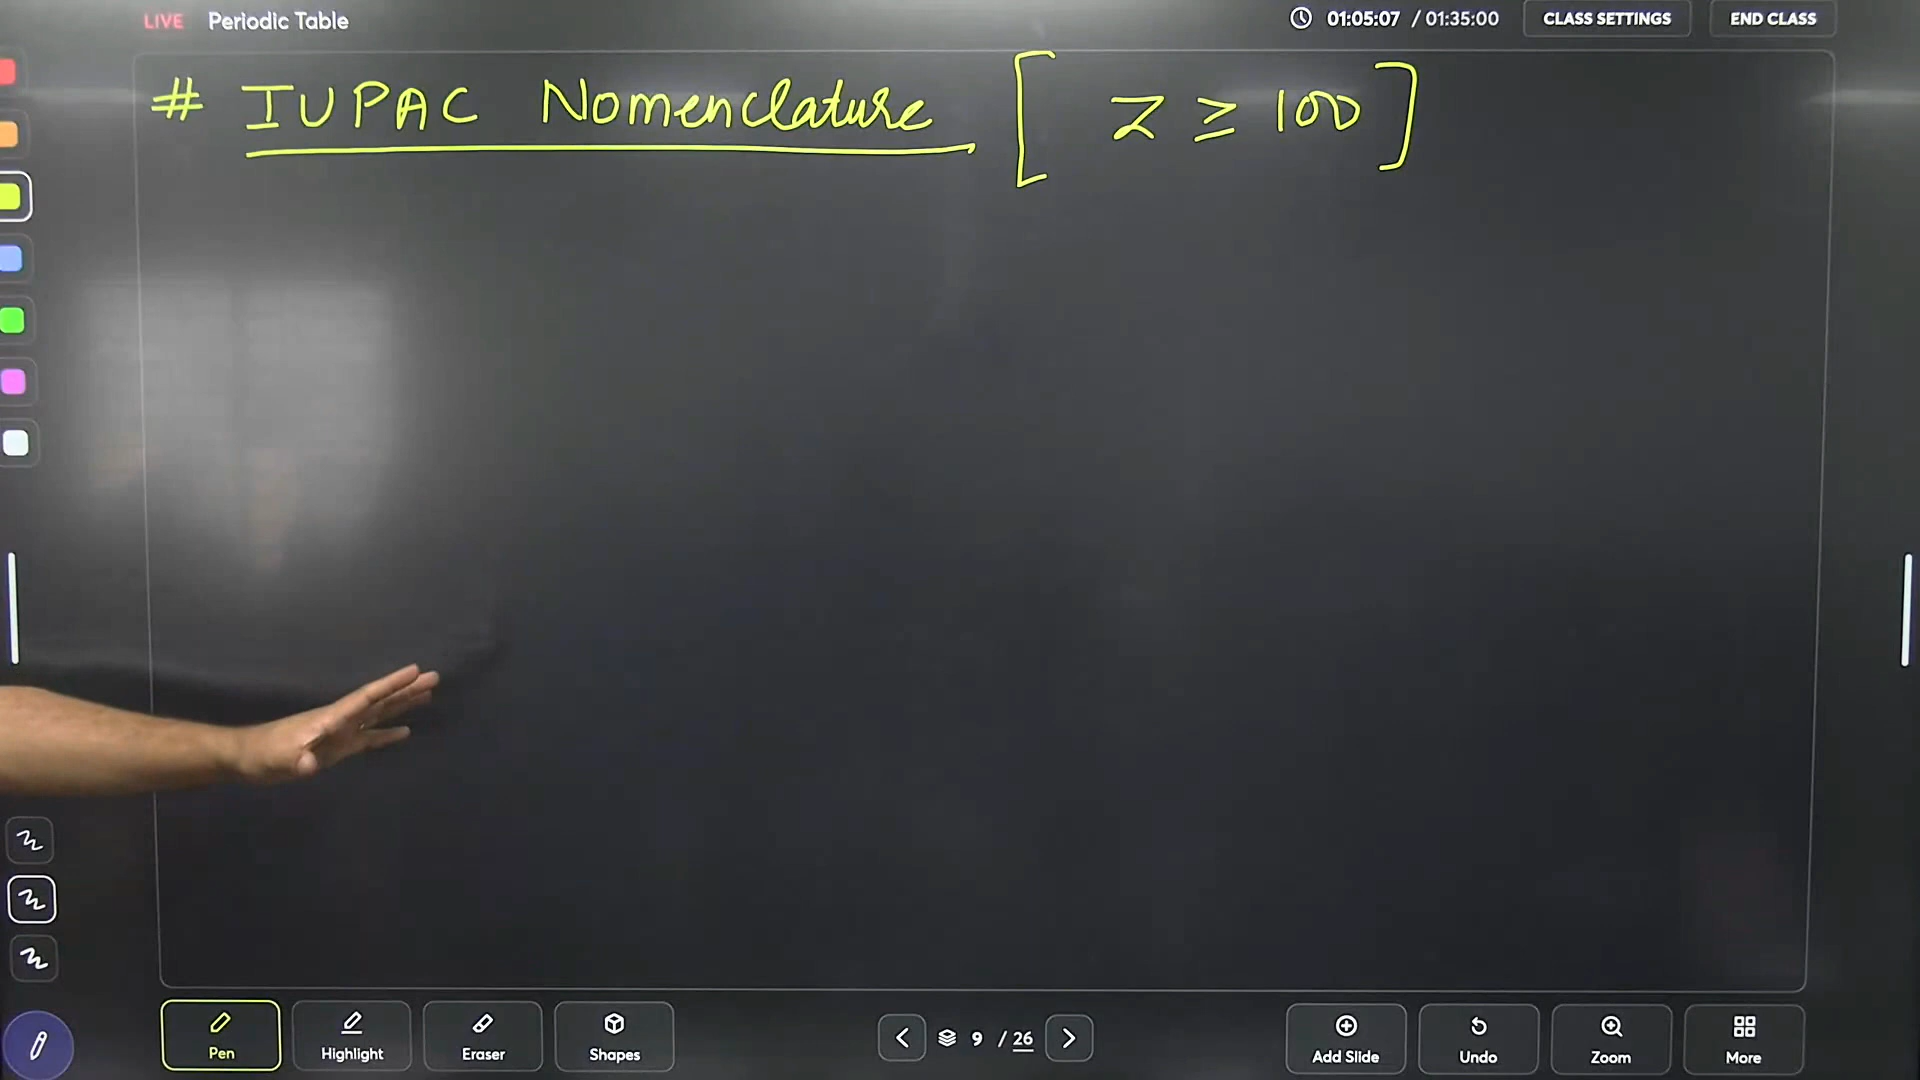 LIVE Periodic Table 01:05:07 / 01:35:00 CLASS SETTINGS END CLASS
# IUPAC Nomenclature [ Z ≥ 100 ]
Pen Highlight Eraser Shapes 9 / 26 Add Slide Undo Zoom More